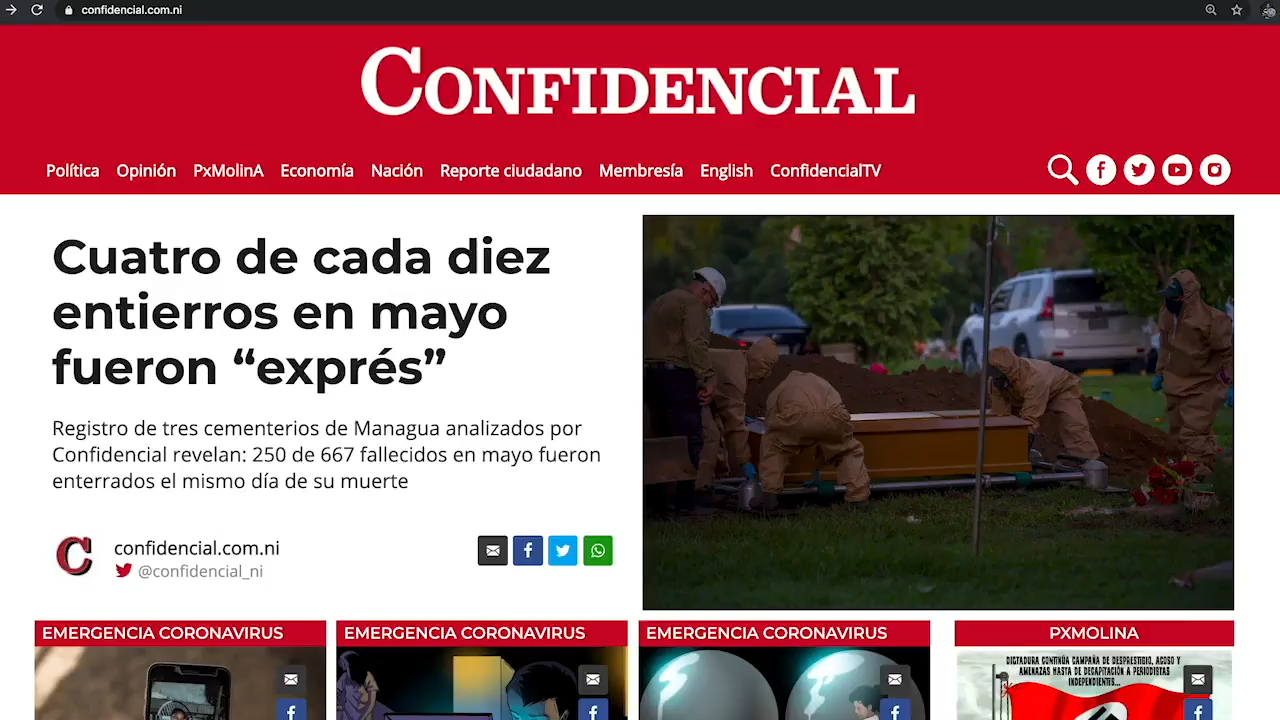 confidencial.com.ni
CONFIDENCIAL
Política Opinión PxMolinA Economía Nación Reporte ciudadano Membresía English ConfidencialTV
Cuatro de cada diez
entierros en mayo
fueron “exprés”
Registro de tres cementerios de Managua analizados por
Confidencial revelan: 250 de 667 fallecidos en mayo fueron
enterrados el mismo día de su muerte
C
confidencial.com.ni
@confidencial_ni
EMERGENCIA CORONAVIRUS
EMERGENCIA CORONAVIRUS
EMERGENCIA CORONAVIRUS
PXMOLINA
DICTADURA CONTINÚA CAMPAÑA DE DESPRESTIGIO, ACOSO Y
AMENAZAS HASTA DE DECAPITACIÓN A PERIODISTAS
INDEPENDIENTES...